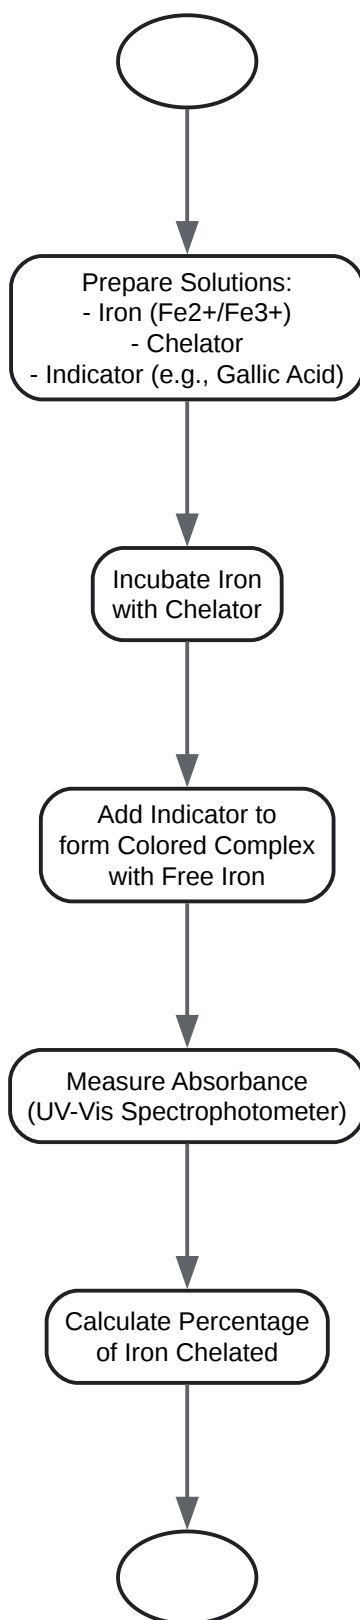 Prepare Solutions:
- Iron (Fe2+/Fe3+)
- Chelator
- Indicator (e.g., Gallic Acid)
Incubate Iron
with Chelator
Add Indicator to
form Colored Complex
with Free Iron
Measure Absorbance
(UV-Vis Spectrophotometer)
Calculate Percentage
of Iron Chelated